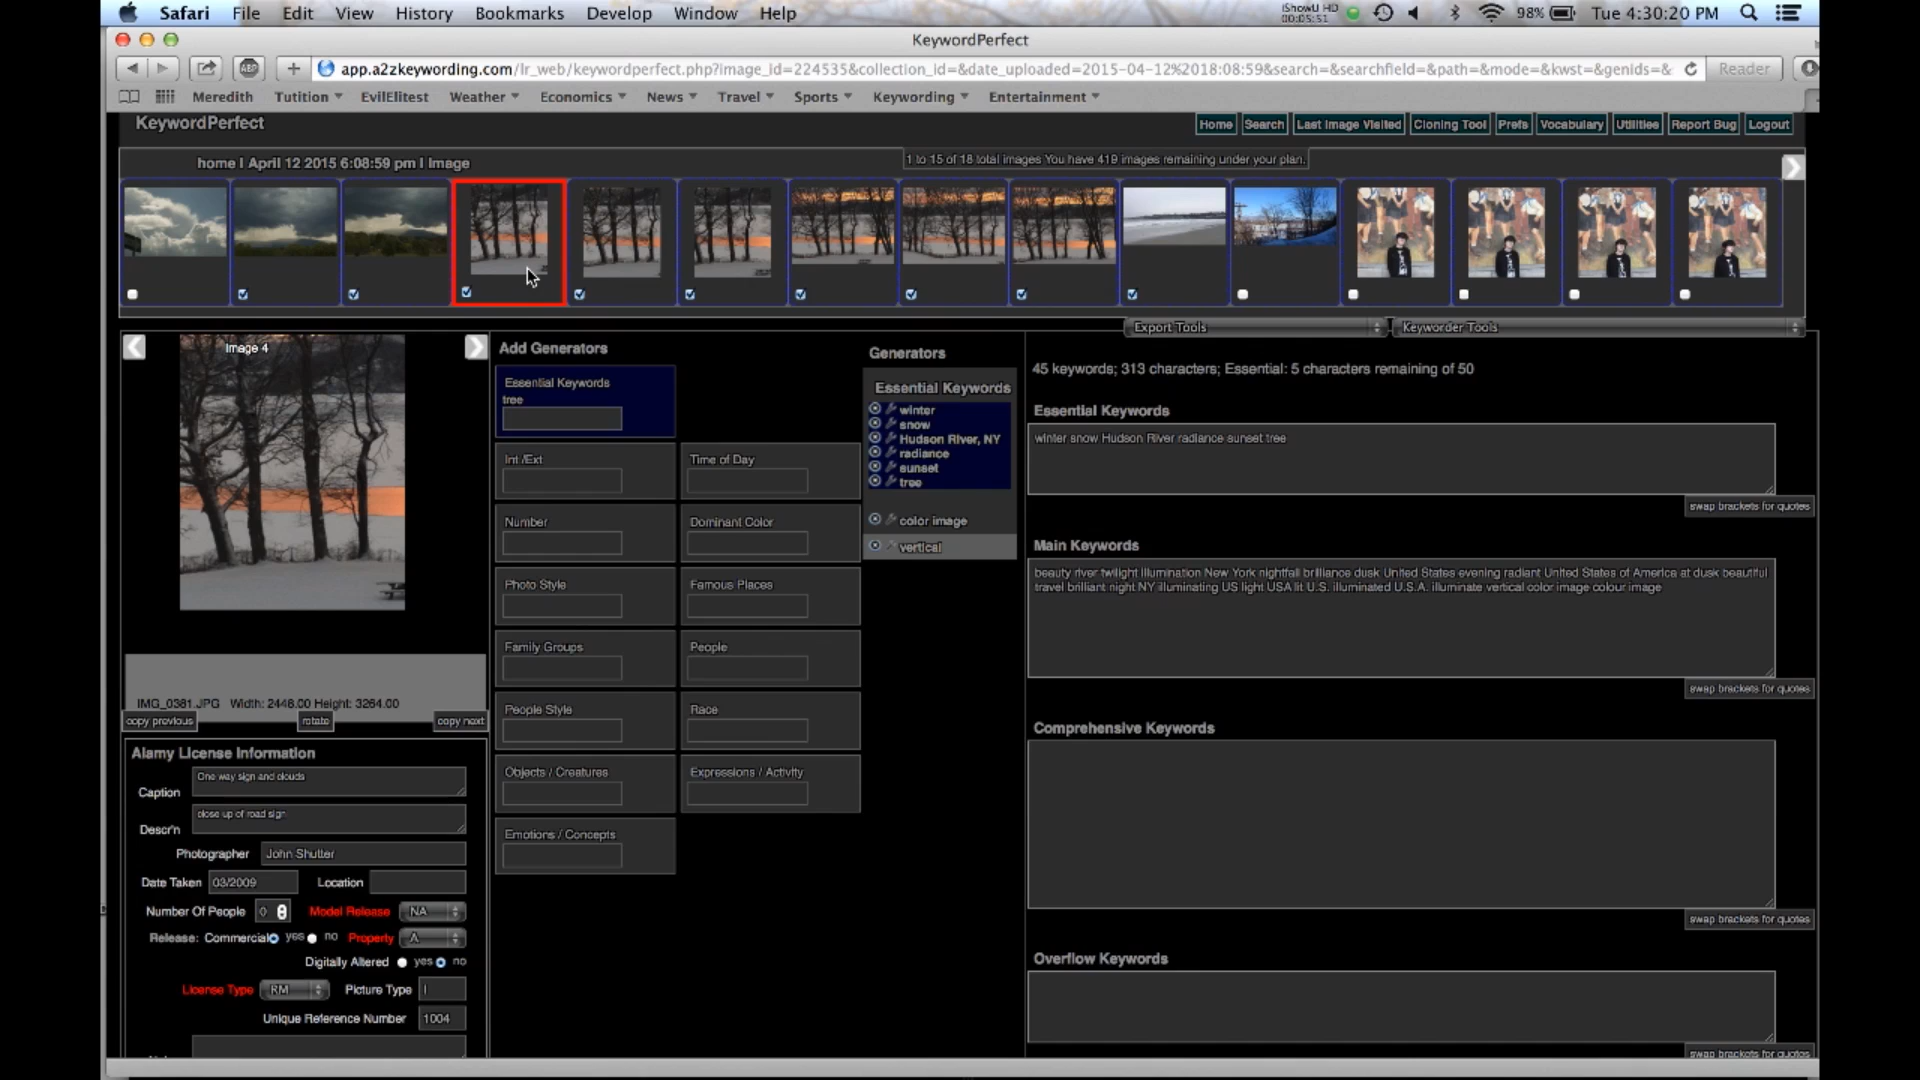 Safari File Edit View History Bookmarks Develop Window Help iShowU HD 00:05:51 98% Tue 4:30:20 PM
KeywordPerfect
ABP + app.a2zkeywording.com/lr_web/keywordperfect.php?image_id=224535&collection_id=&date_uploaded=2015-04-12%2018:08:59&search=&searchfield=&path=&mode=&kwst=&genids=& Reader
Meredith Tutition EvilElitest Weather Economics News Travel Sports Keywording Entertainment
KeywordPerfect Home Search Last Image Visited Cloning Tool Prefs Vocabulary Utilities Report Bug Logout
home | April 12 2015 6:08:59 pm | Image 1 to 15 of 18 total images You have 419 images remaining under your plan.
Export Tools Keyworder Tools
Image 4
IMG_0381.JPG Width: 2448.00 Height: 3264.00
copy previous rotate copy next
Alamy License Information
Caption One way sign and clouds
Descr'n close up of road sign
Photographer John Shutter
Date Taken 03/2009 Location
Number Of People 0 Model Release NA
Release: Commercial yes no Property A
Digitally Altered yes no
License Type RM Picture Type I
Unique Reference Number 1004
Add Generators
Essential Keywords
tree
Int /Ext Time of Day
Number Dominant Color
Photo Style Famous Places
Family Groups People
People Style Race
Objects / Creatures Expressions / Activity
Emotions / Concepts
Generators
Essential Keywords
winter
snow
Hudson River, NY
radiance
sunset
tree
color image
vertical
45 keywords; 313 characters; Essential: 5 characters remaining of 50
Essential Keywords
winter snow Hudson River radiance sunset tree
swap brackets for quotes
Main Keywords
beauty river twilight illumination New York nightfall brilliance dusk United States evening radiant United States of America at dusk beautiful
travel brilliant night NY illuminating US light USA lit U.S. illuminated U.S.A. illuminate vertical color image colour image
swap brackets for quotes
Comprehensive Keywords
swap brackets for quotes
Overflow Keywords
swap brackets for quotes